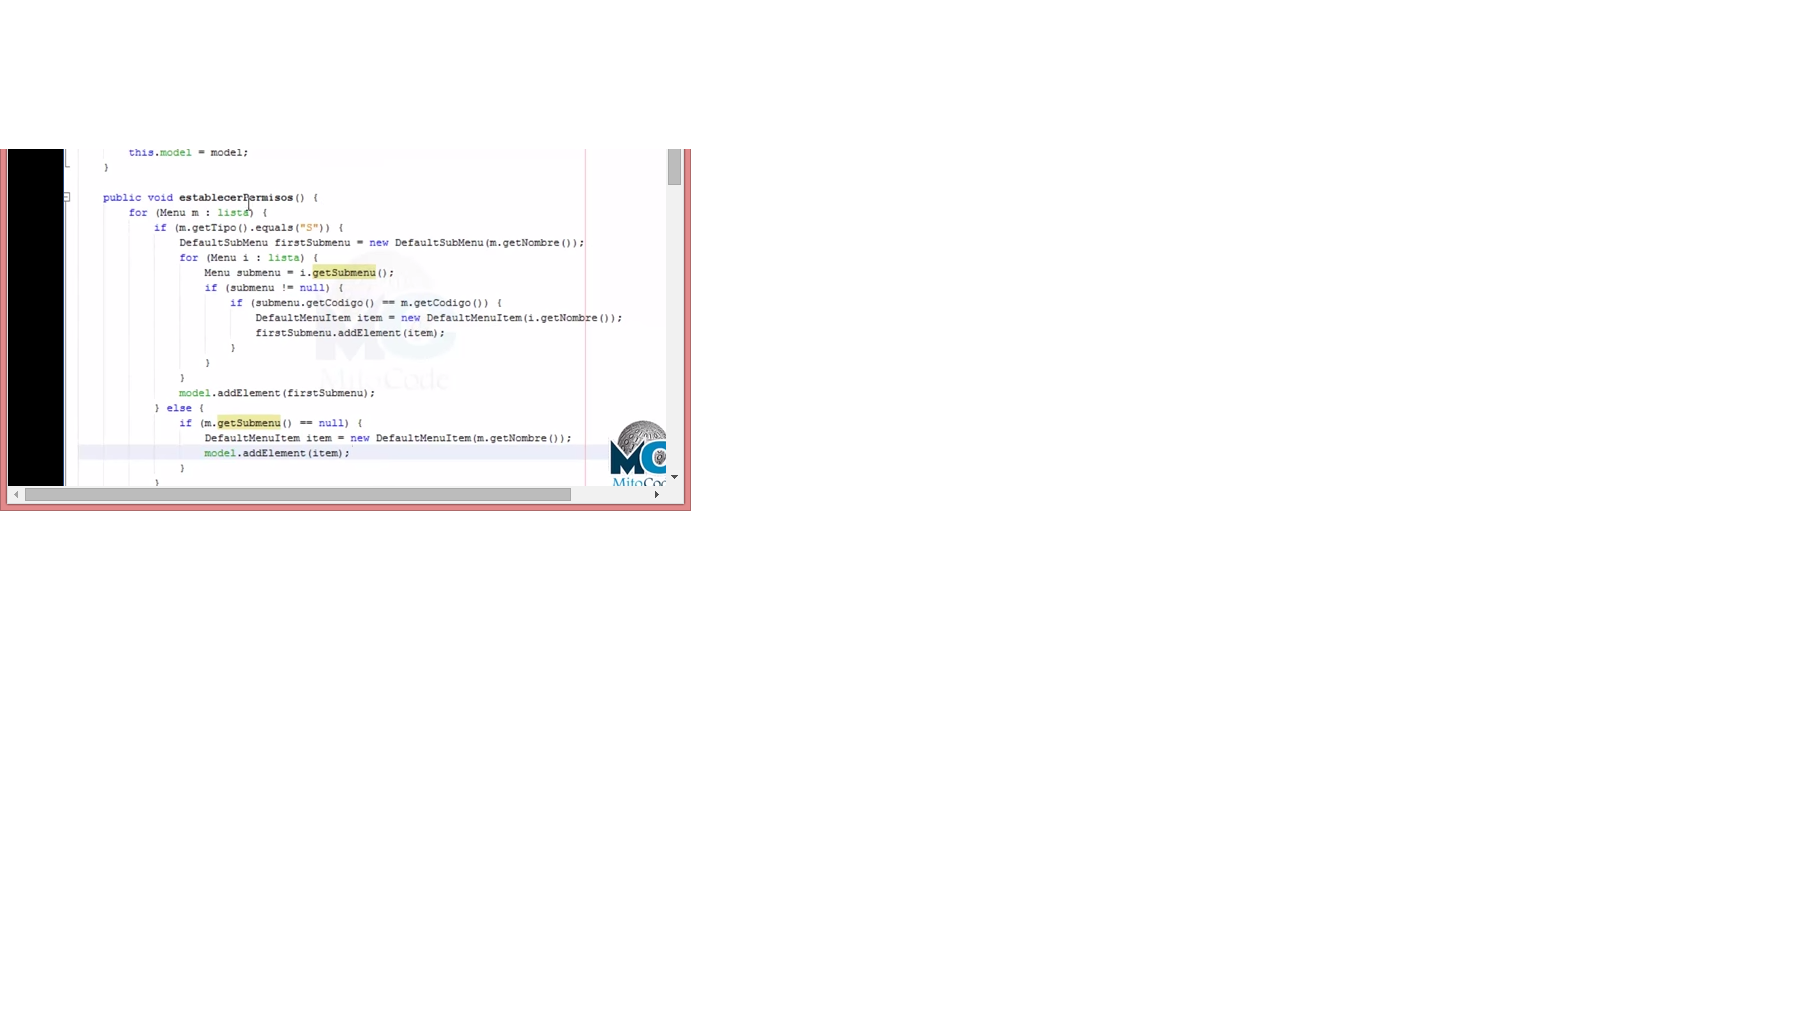 this.model = model;
}
public void establecerPermisos() {
for (Menu m : lista) {
if (m.getTipo().equals("S")) {
DefaultSubMenu firstSubmenu = new DefaultSubMenu(m.getNombre());
for (Menu i : lista) {
Menu submenu = i.getSubmenu();
if (submenu != null) {
if (submenu.getCodigo() == m.getCodigo()) {
DefaultMenuItem item = new DefaultMenuItem(i.getNombre());
firstSubmenu.addElement(item);
}
}
}
model.addElement(firstSubmenu);
} else {
if (m.getSubmenu() == null) {
DefaultMenuItem item = new DefaultMenuItem(m.getNombre());
model.addElement(item);
}
}
MitoCode
MC
MitoCod